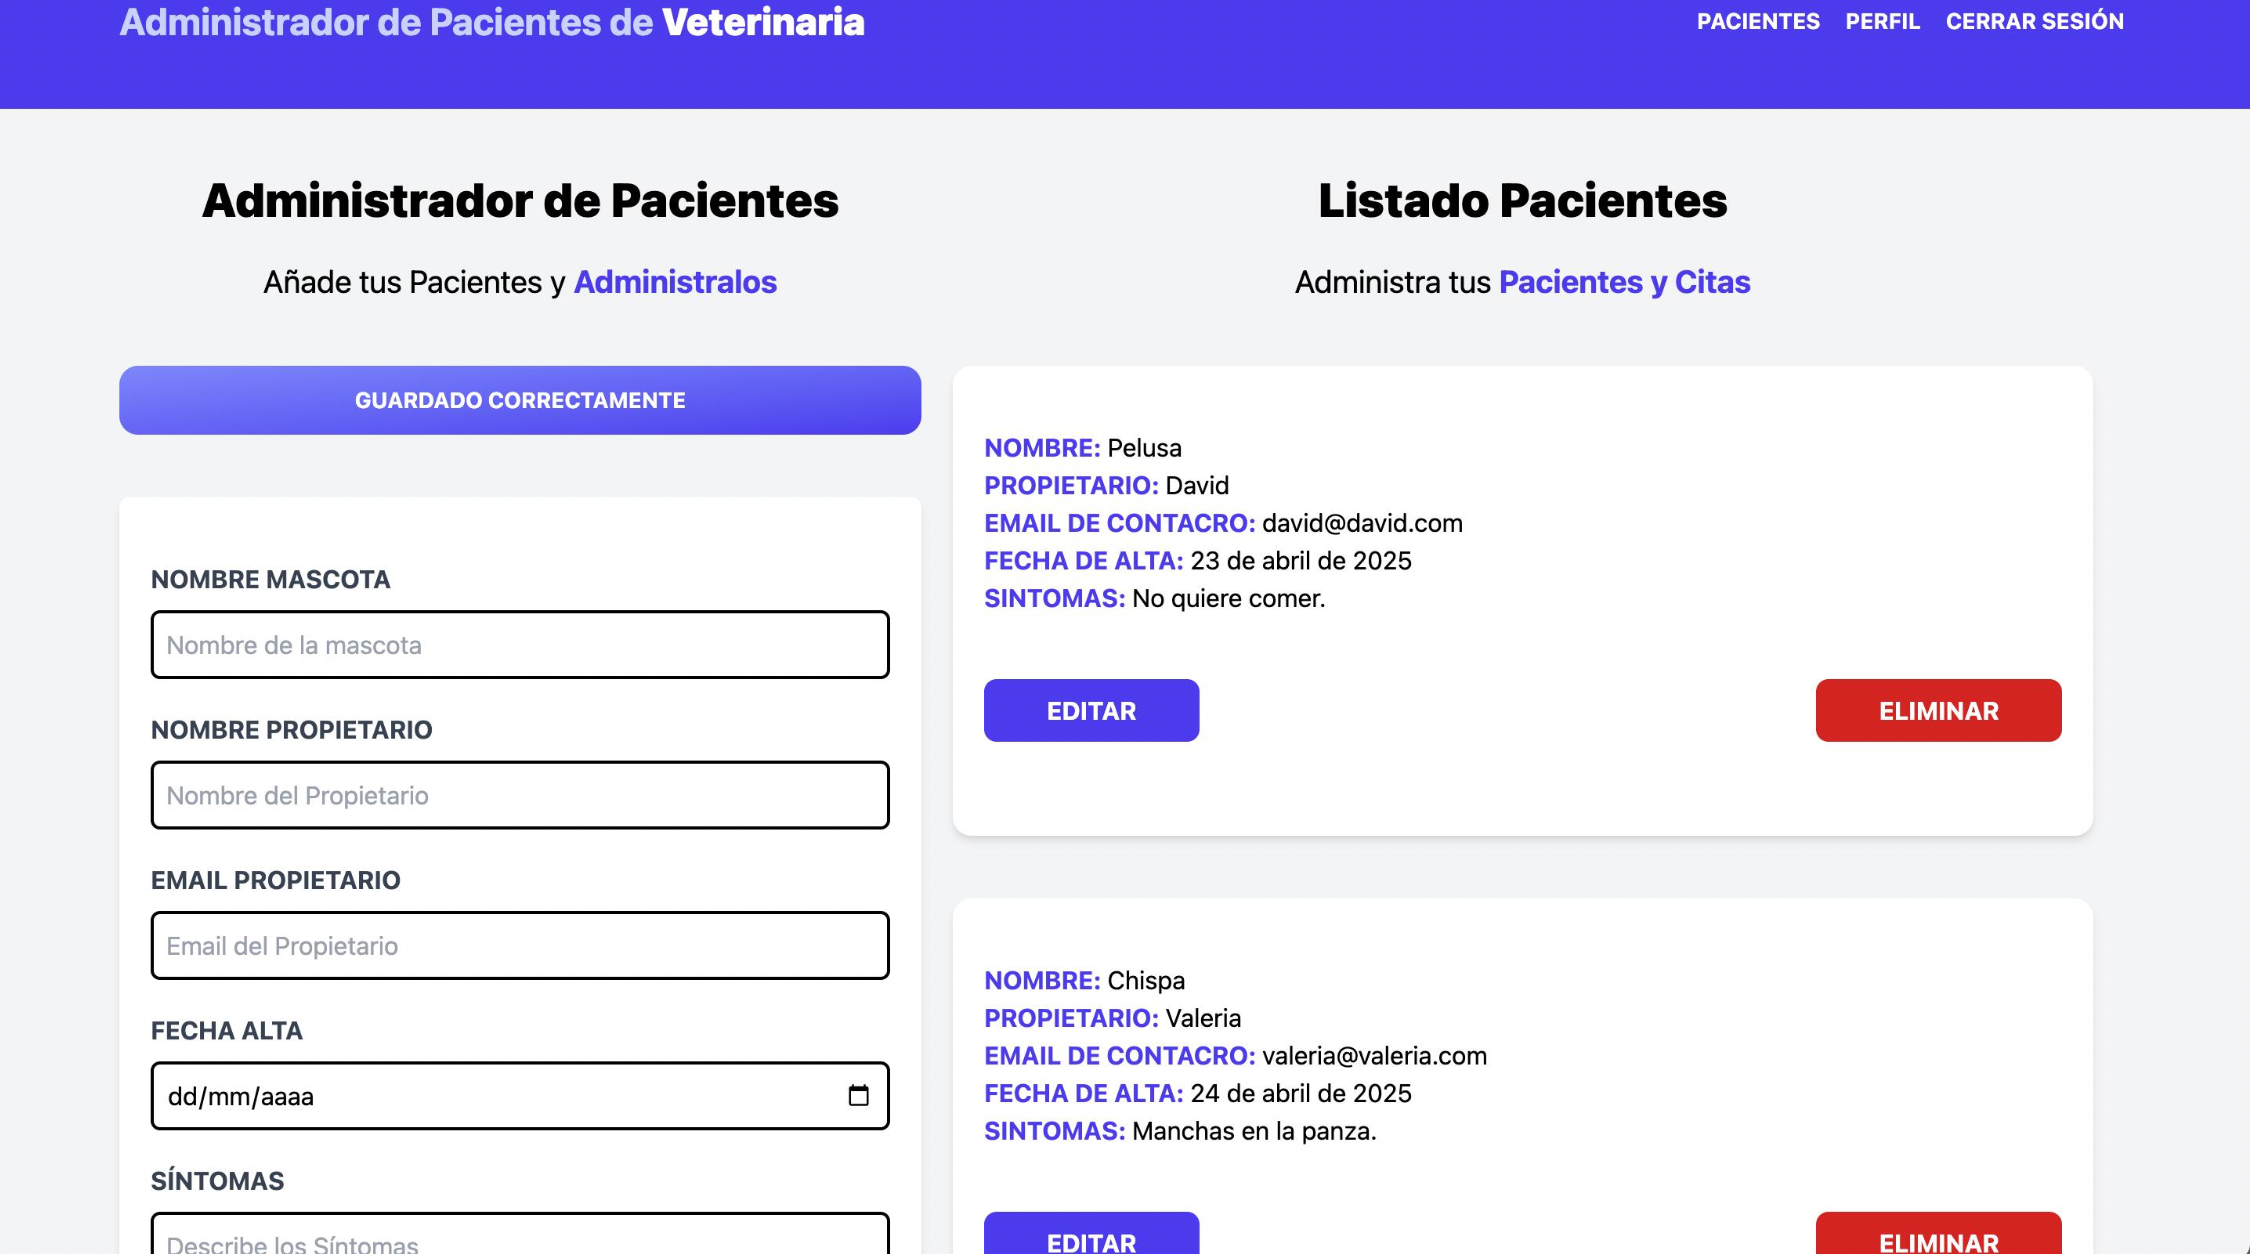 Administrador de Pacientes de Veterinaria
PACIENTES PERFIL CERRAR SESIÓN
Administrador de Pacientes
Añade tus Pacientes y Administralos
GUARDADO CORRECTAMENTE
NOMBRE MASCOTA
Nombre de la mascota
NOMBRE PROPIETARIO
Nombre del Propietario
EMAIL PROPIETARIO
Email del Propietario
FECHA ALTA
dd/mm/aaaa
SÍNTOMAS
Describe los Síntomas
Listado Pacientes
Administra tus Pacientes y Citas
NOMBRE: Pelusa
PROPIETARIO: David
EMAIL DE CONTACRO: david@david.com
FECHA DE ALTA: 23 de abril de 2025
SINTOMAS: No quiere comer.
EDITAR ELIMINAR
NOMBRE: Chispa
PROPIETARIO: Valeria
EMAIL DE CONTACRO: valeria@valeria.com
FECHA DE ALTA: 24 de abril de 2025
SINTOMAS: Manchas en la panza.
EDITAR ELIMINAR